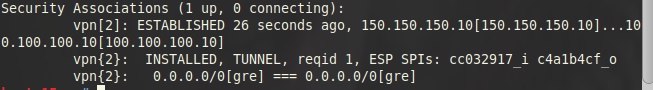 Security Associations (1 up, 0 connecting):
vpn[2]: ESTABLISHED 26 seconds ago, 150.150.150.10[150.150.150.10]...10
0.100.100.10[100.100.100.10]
vpn{2}:  INSTALLED, TUNNEL, reqid 1, ESP SPIs: cc032917_i c4a1b4cf_o
vpn{2}:   0.0.0.0/0[gre] === 0.0.0.0/0[gre]